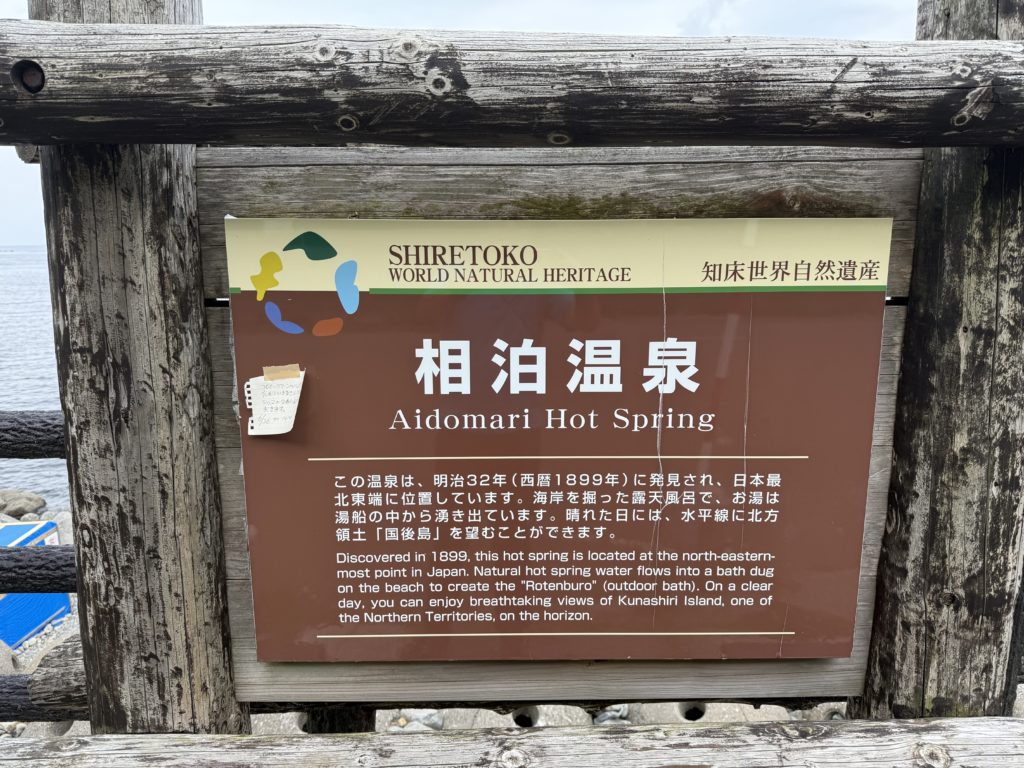 SHIRETOKO
WORLD NATURAL HERITAGE
知床世界自然遺産
相泊温泉
Aidomari Hot Spring
この温泉は、明治32年(西暦1899年)に発見され、日本最
北東端に位置しています。海岸を掘った露天風呂で、お湯は
湯船の中から湧き出ています。晴れた日には、水平線に北方
領土「国後島」を望むことができます。
Discovered in 1899, this hot spring is located at the north-eastern-
most point in Japan. Natural hot spring water flows into a bath dug
on the beach to create the "Rotenburo" (outdoor bath). On a clear
day, you can enjoy breathtaking views of Kunashiri Island, one of
the Northern Territories, on the horizon.